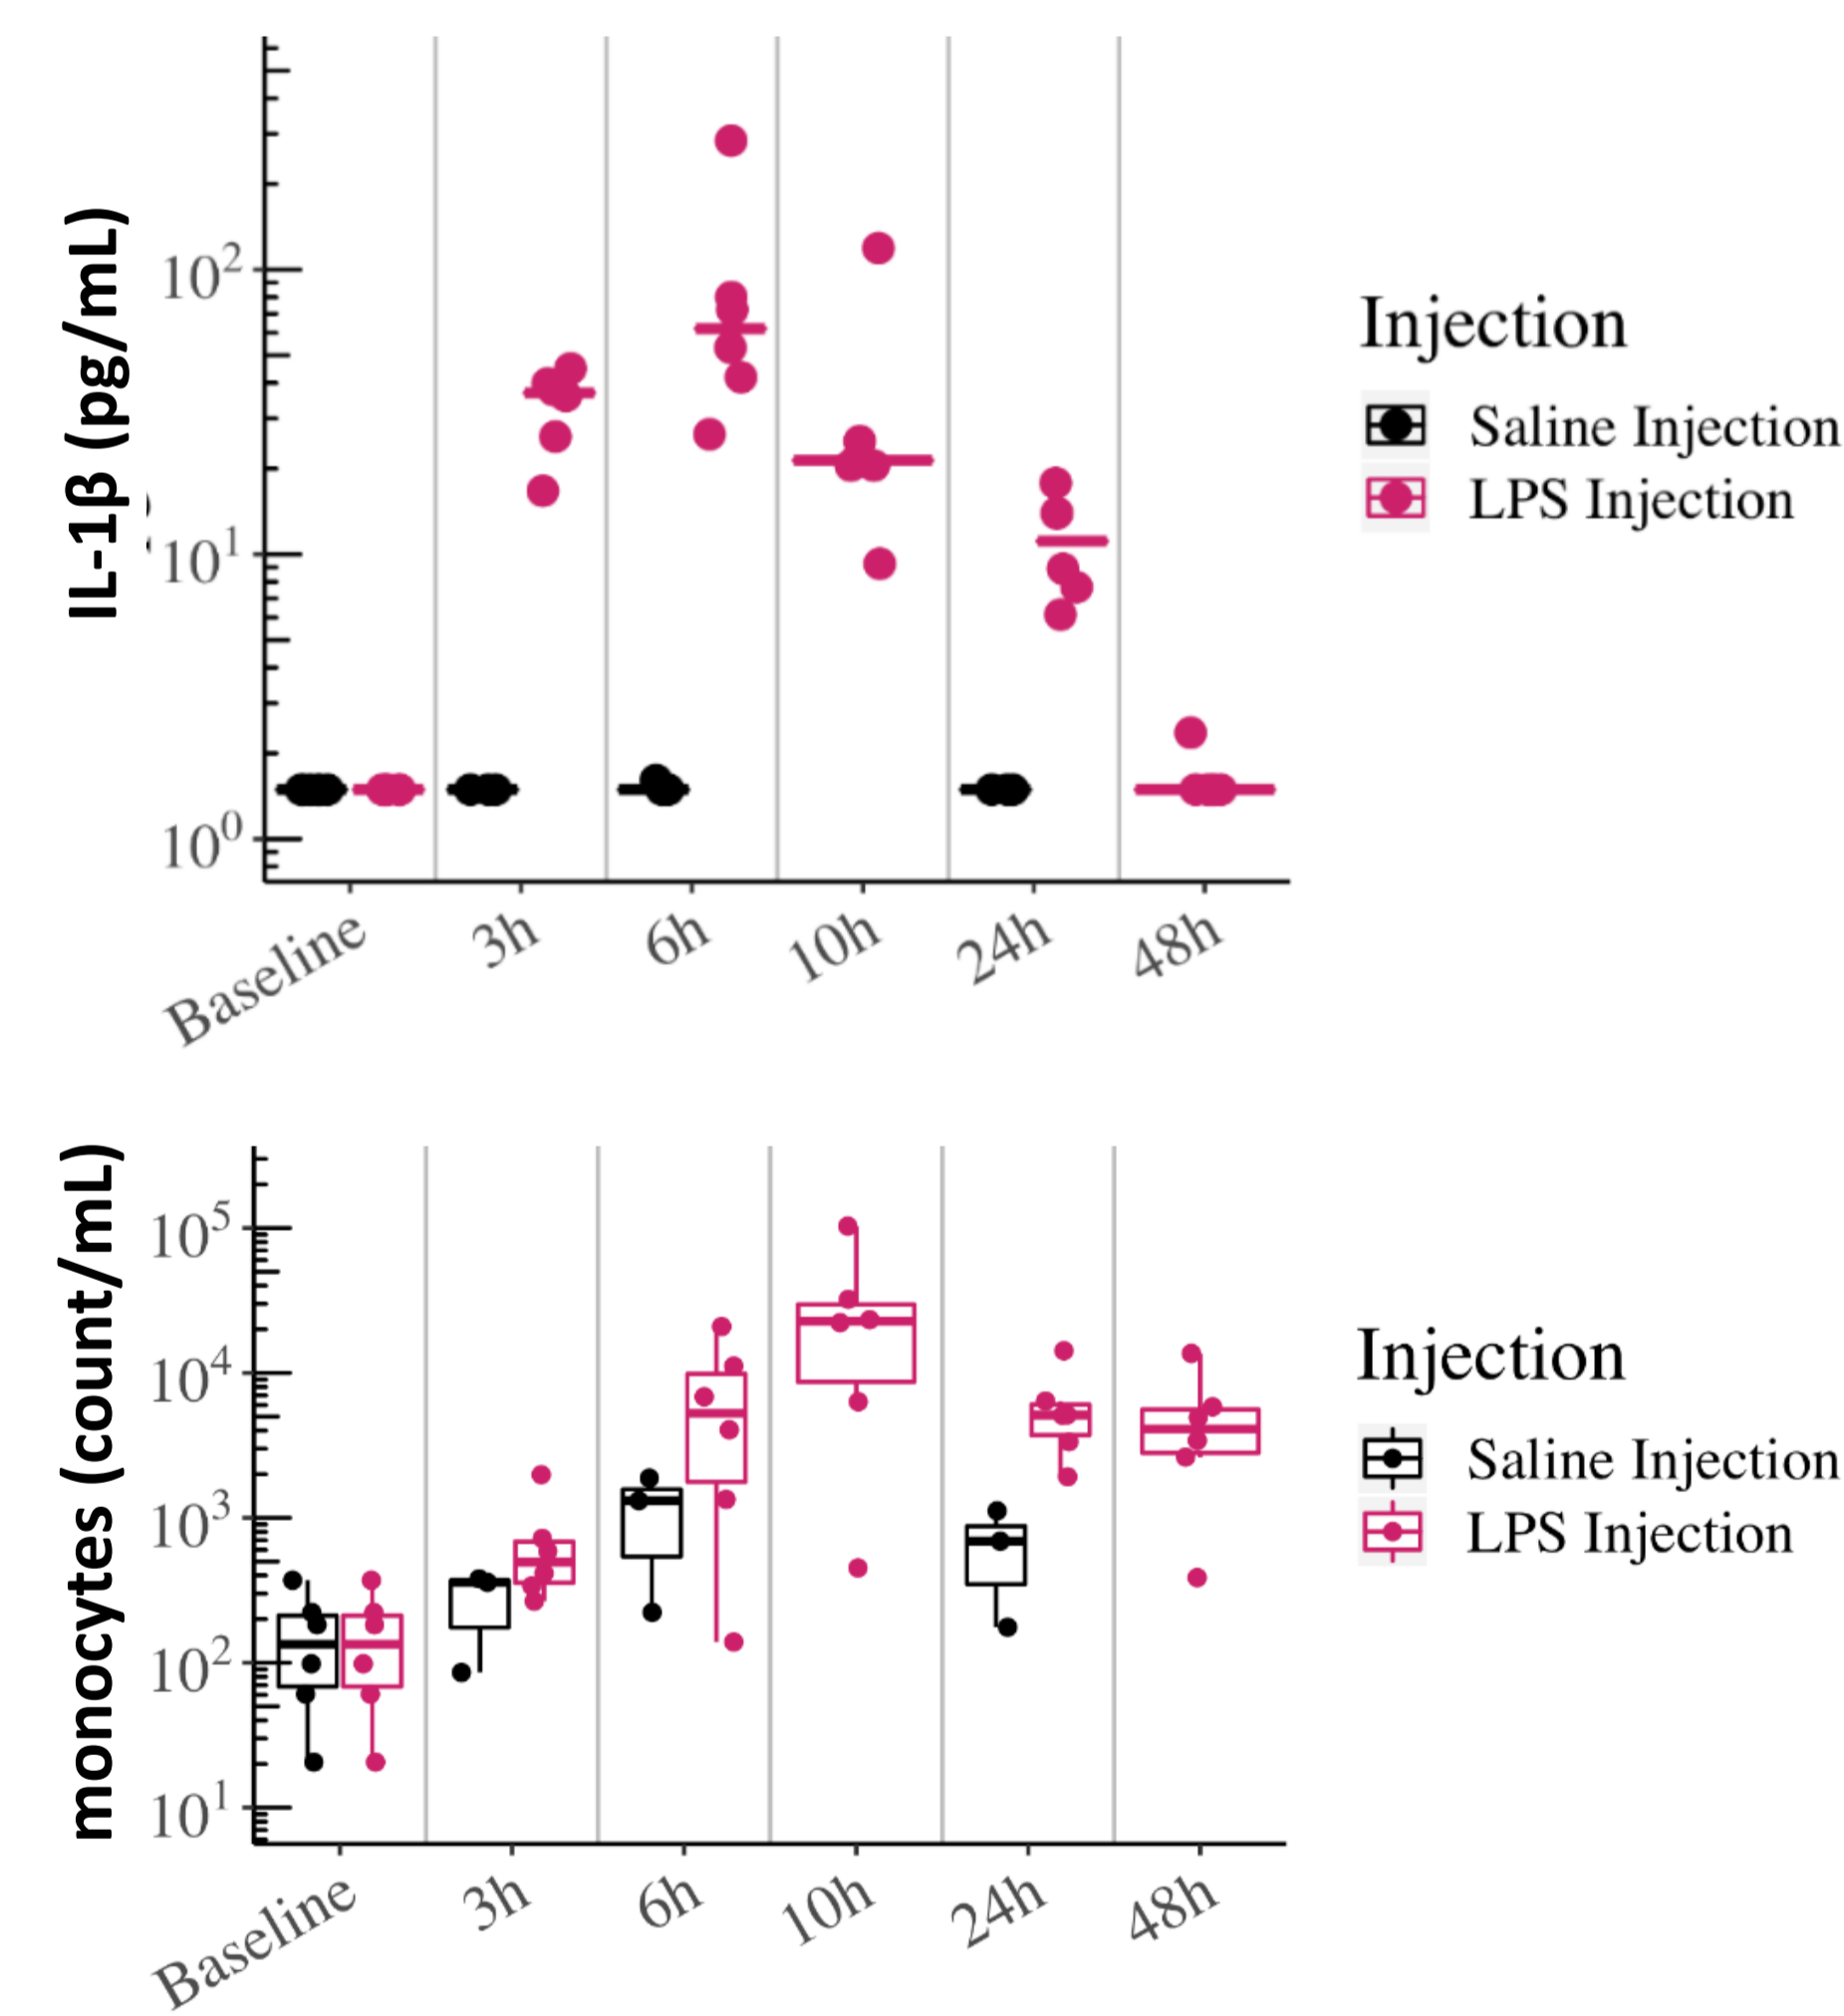 IL-1β (pg/mL)
10²
10¹
10⁰
Baseline
3h
6h
10h
24h
48h
Injection
Saline Injection
LPS Injection
monocytes (count/mL)
10⁵
10⁴
10³
10²
10¹
Baseline
3h
6h
10h
24h
48h
Injection
Saline Injection
LPS Injection